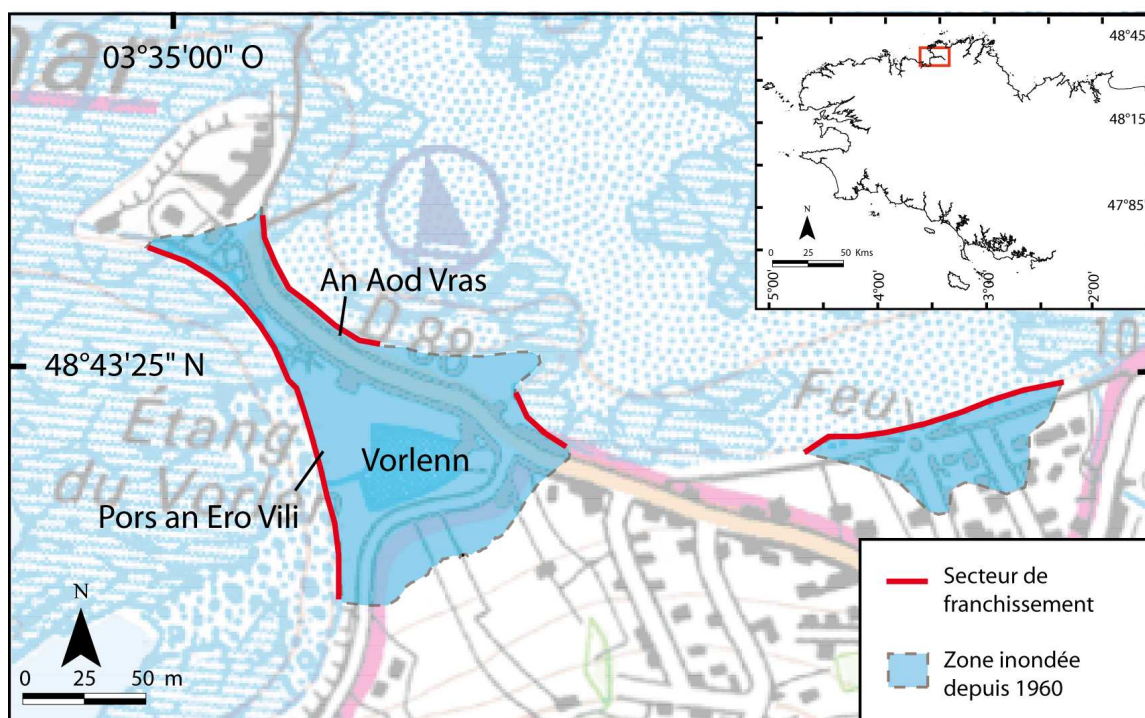 03°35'00" O
48°43'25" N
An Aod Vras
D 88
Feu
10
Étang
du Vorlen
Vorlenn
Pors an Ero Vili
N
0 25 50 m
48°45'
48°15'
47°85'
N
0 25 50 Kms
5°00'
4°00'
3°00'
2°00'
Secteur de
franchissement
Zone inondée
depuis 1960